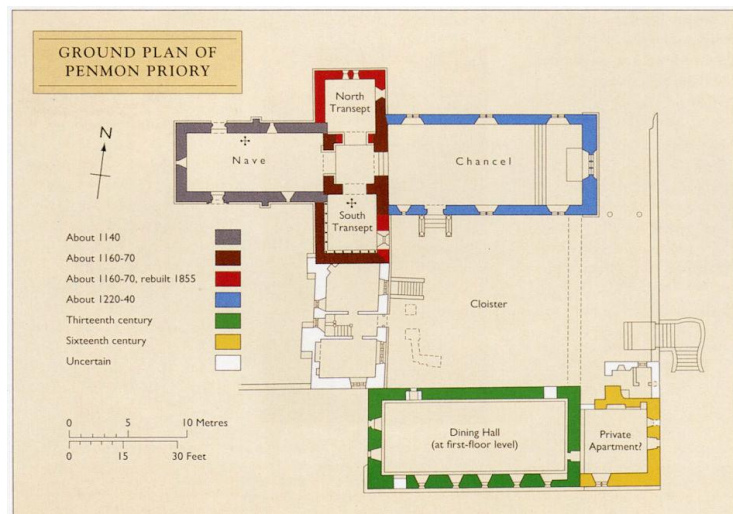 GROUND PLAN OF
PENMON PRIORY
N
North
Transept
Nave
Chancel
South
Transept
About 1140
About 1160-70
About 1160-70, rebuilt 1855
About 1220-40
Thirteenth century
Sixteenth century
Uncertain
Cloister
0 5 10 Metres
0 15 30 Feet
Dining Hall
(at first-floor level)
Private
Apartment?